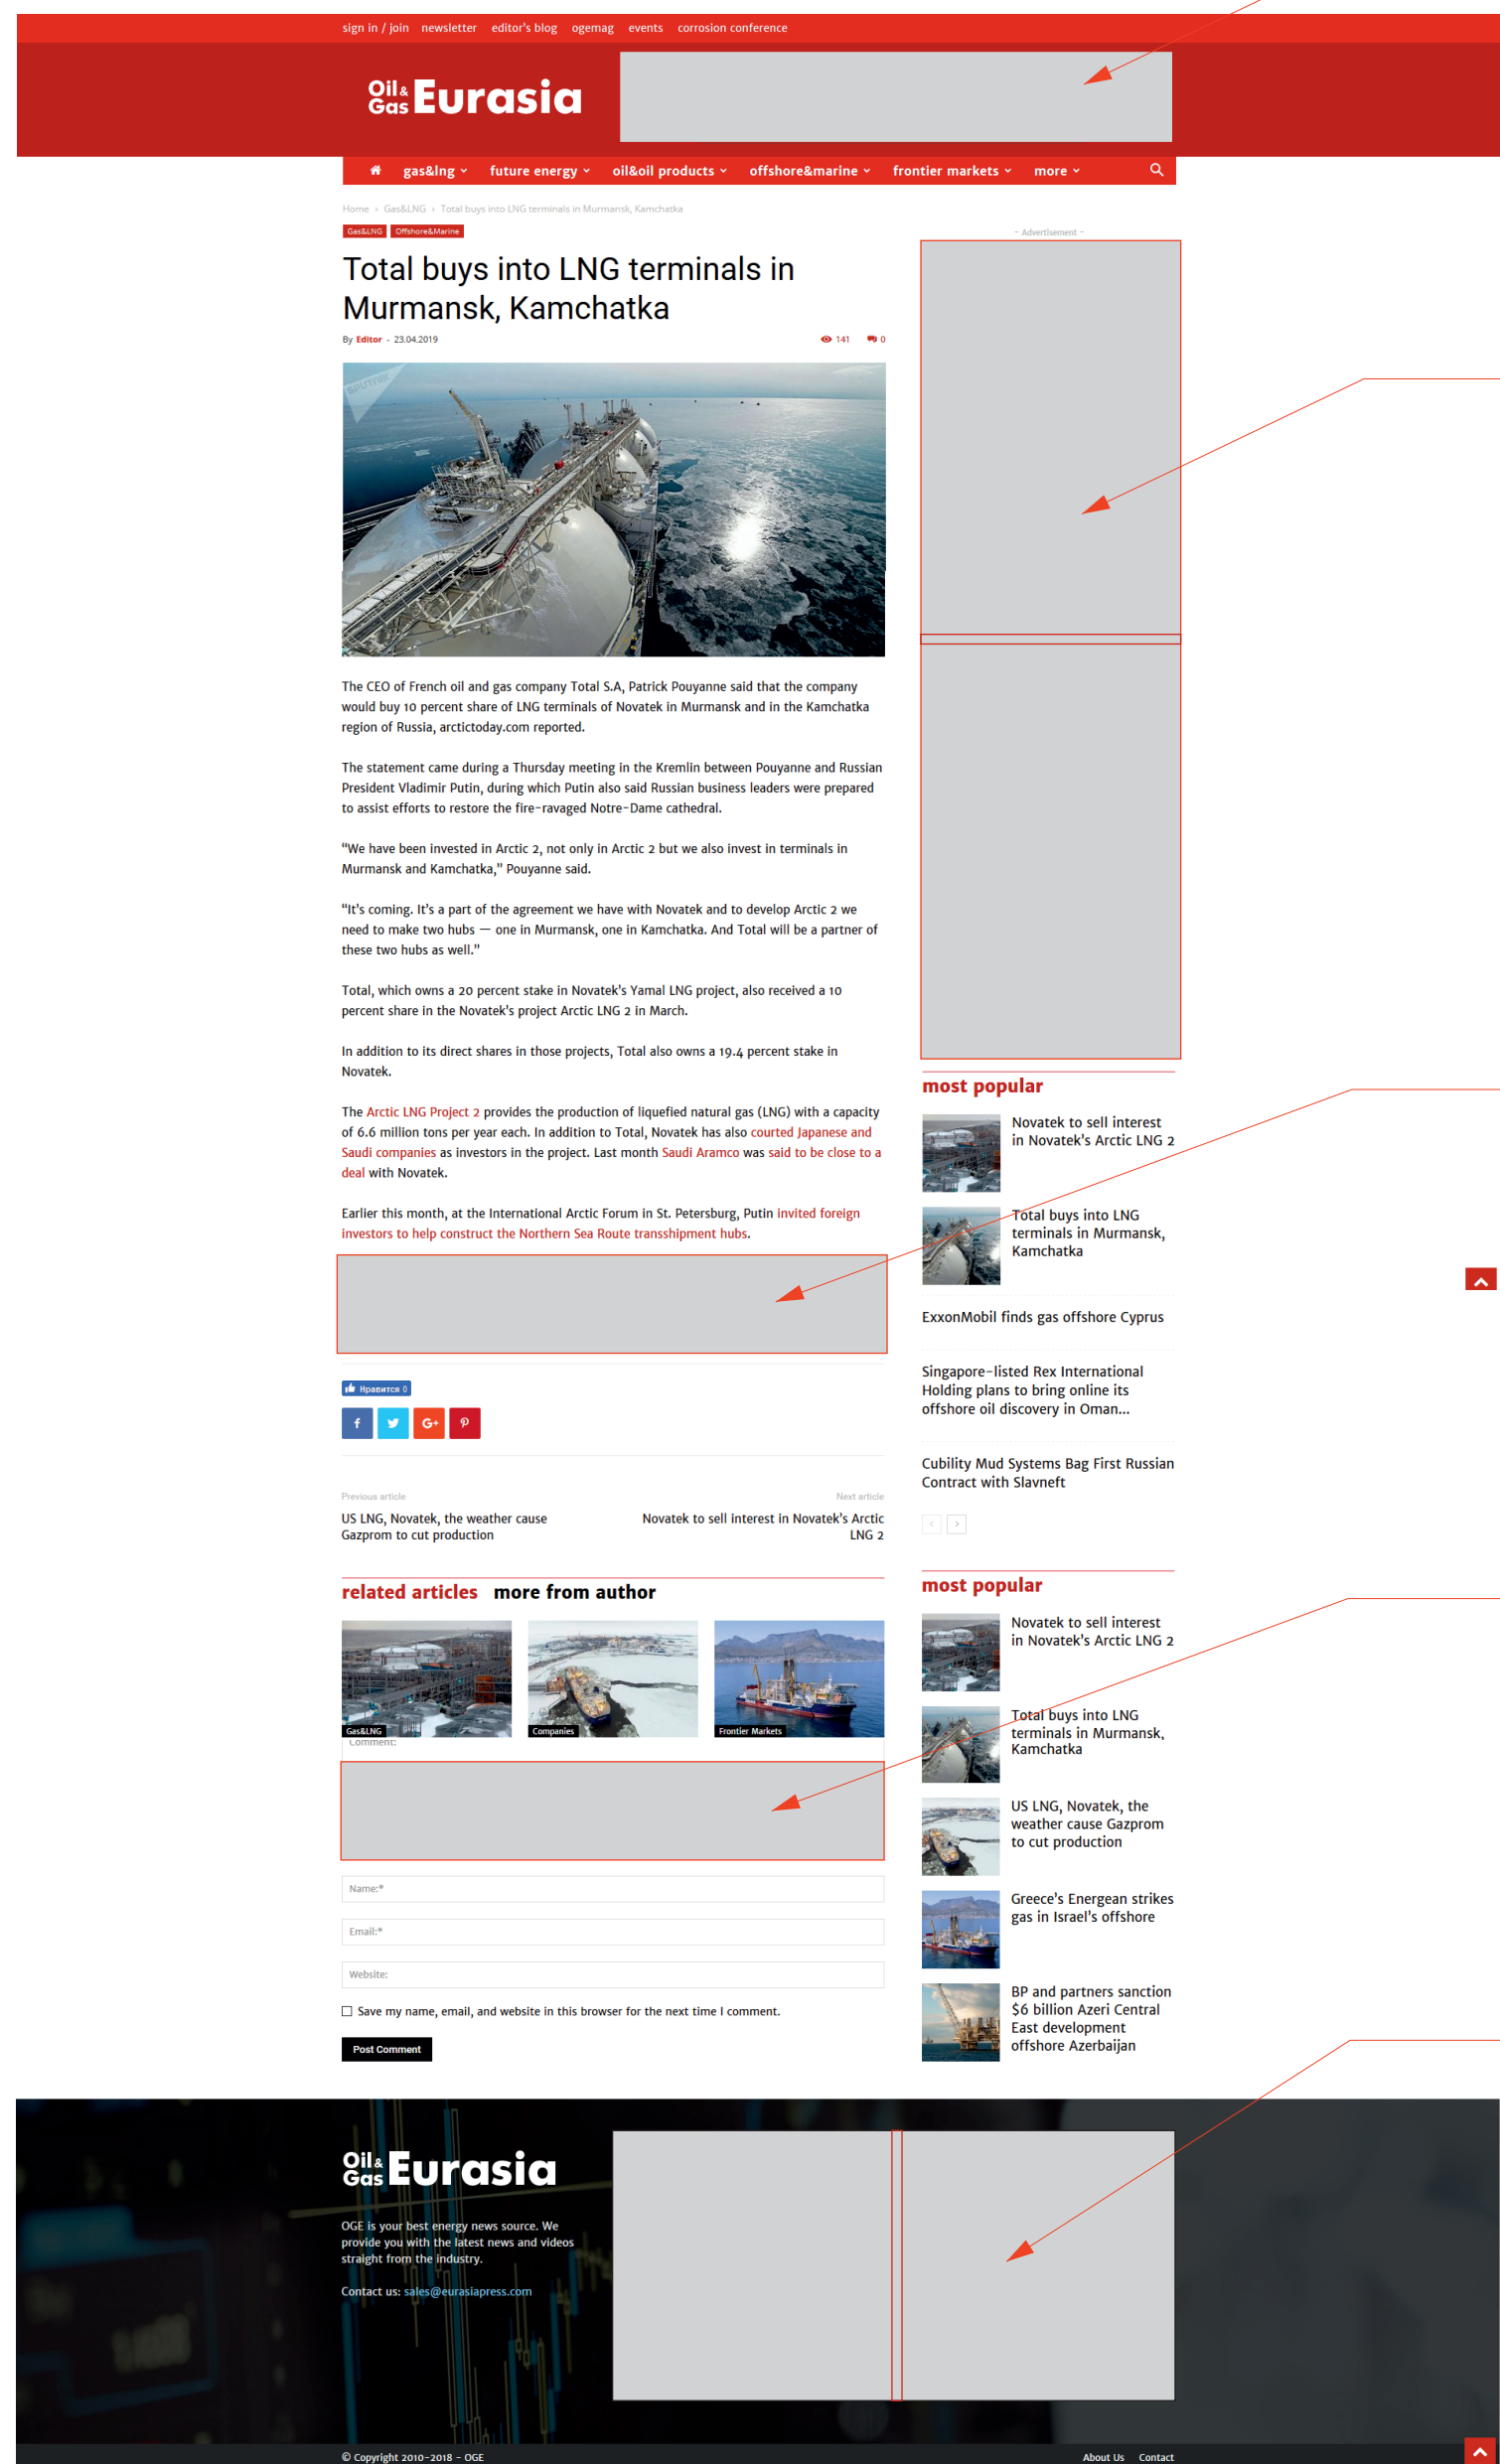 sign in / join newsletter editor's blog ogemag events corrosion conference
Oil& Gas Eurasia
gas&lng future energy oil&oil products offshore&marine frontier markets more
Home › Gas&LNG › Total buys into LNG terminals in Murmansk, Kamchatka
Gas&LNG Offshore&Marine
Total buys into LNG terminals in
Murmansk, Kamchatka
By Editor - 23.04.2019 141 0
SPUTNIK
The CEO of French oil and gas company Total S.A, Patrick Pouyanne said that the company
would buy 10 percent share of LNG terminals of Novatek in Murmansk and in the Kamchatka
region of Russia, arctictoday.com reported.
The statement came during a Thursday meeting in the Kremlin between Pouyanne and Russian
President Vladimir Putin, during which Putin also said Russian business leaders were prepared
to assist efforts to restore the fire-ravaged Notre-Dame cathedral.
“We have been invested in Arctic 2, not only in Arctic 2 but we also invest in terminals in
Murmansk and Kamchatka,” Pouyanne said.
“It’s coming. It’s a part of the agreement we have with Novatek and to develop Arctic 2 we
need to make two hubs — one in Murmansk, one in Kamchatka. And Total will be a partner of
these two hubs as well.”
Total, which owns a 20 percent stake in Novatek’s Yamal LNG project, also received a 10
percent share in the Novatek’s project Arctic LNG 2 in March.
In addition to its direct shares in those projects, Total also owns a 19.4 percent stake in
Novatek.
The Arctic LNG Project 2 provides the production of liquefied natural gas (LNG) with a capacity
of 6.6 million tons per year each. In addition to Total, Novatek has also courted Japanese and
Saudi companies as investors in the project. Last month Saudi Aramco was said to be close to a
deal with Novatek.
Earlier this month, at the International Arctic Forum in St. Petersburg, Putin invited foreign
investors to help construct the Northern Sea Route transshipment hubs.
Нравится 0
Previous article
US LNG, Novatek, the weather cause
Gazprom to cut production
Next article
Novatek to sell interest in Novatek’s Arctic
LNG 2
related articles more from author
Gas&LNG
Companies
Frontier Markets
Comment:
Name:*
Email:*
Website:
Save my name, email, and website in this browser for the next time I comment.
Post Comment
– Advertisement –
most popular
Novatek to sell interest
in Novatek’s Arctic LNG 2
Total buys into LNG
terminals in Murmansk,
Kamchatka
ExxonMobil finds gas offshore Cyprus
Singapore-listed Rex International
Holding plans to bring online its
offshore oil discovery in Oman...
Cubility Mud Systems Bag First Russian
Contract with Slavneft
most popular
Novatek to sell interest
in Novatek’s Arctic LNG 2
Total buys into LNG
terminals in Murmansk,
Kamchatka
US LNG, Novatek, the
weather cause Gazprom
to cut production
Greece’s Energean strikes
gas in Israel’s offshore
BP and partners sanction
$6 billion Azeri Central
East development
offshore Azerbaijan
Oil& Gas Eurasia
OGE is your best energy news source. We
provide you with the latest news and videos
straight from the industry.
Contact us: sales@eurasiapress.com
© Copyright 2010-2018 - OGE
About Us Contact